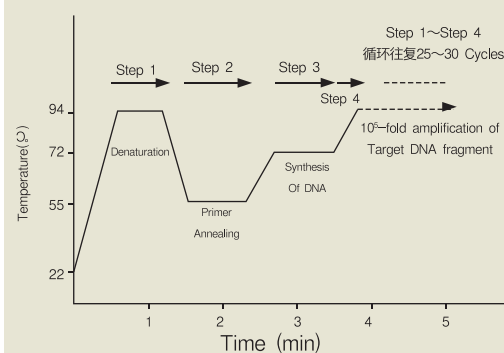 Step 1～Step 4
循环往复25～30 Cycles
Step 1
Step 2
Step 3
Step 4
10⁵-fold amplification of
Target DNA fragment
Temperature(℃)
94
72
55
22
Denaturation
Primer
Annealing
Synthesis
Of DNA
1
2
3
4
5
Time (min)